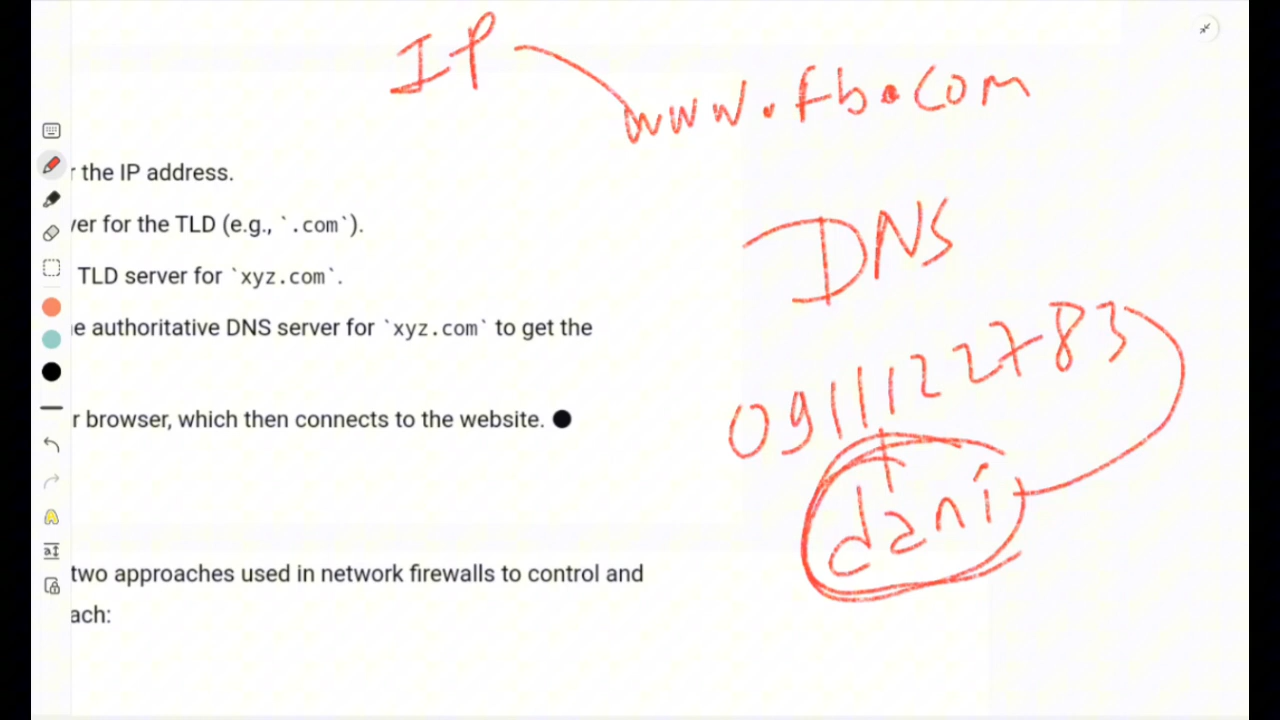 IP
www.fb.com
r the IP address.
ver for the TLD (e.g., `.com`).
TLD server for `xyz.com`.
e authoritative DNS server for `xyz.com` to get the
r browser, which then connects to the website.
two approaches used in network firewalls to control and
ach:
DNS
0911122783
dani